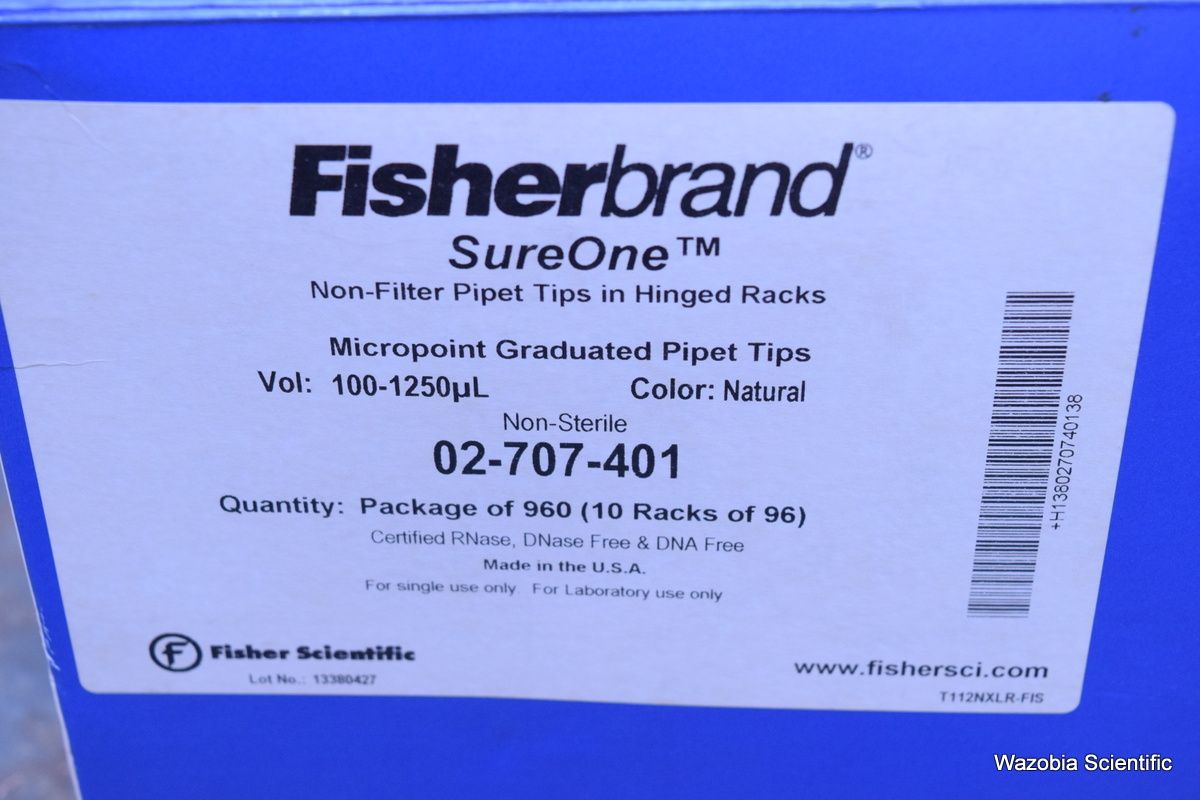 Fisherbrand®
SureOne™
Non-Filter Pipet Tips in Hinged Racks
Micropoint Graduated Pipet Tips
Vol: 100-1250µL Color: Natural
Non-Sterile
02-707-401
Quantity: Package of 960 (10 Racks of 96)
Certified RNase, DNase Free & DNA Free
Made in the U.S.A.
For single use only For Laboratory use only
+H1380270740138
f Fisher Scientific
Lot No.: 13380427
www.fishersci.com
T112NXLR-FIS
Wazobia Scientific